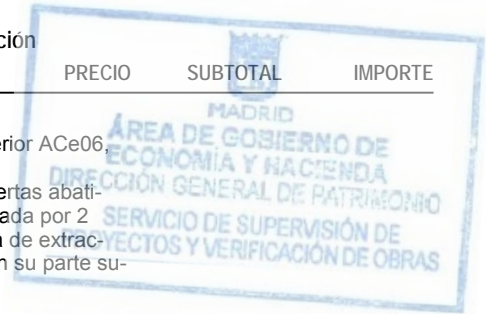 ción
PRECIO SUBTOTAL IMPORTE
MADRID
ÁREA DE GOBIERNO DE
ECONOMÍA Y HACIENDA
DIRECCIÓN GENERAL DE PATRIMONIO
SERVICIO DE SUPERVISIÓN DE
PROYECTOS Y VERIFICACIÓN DE OBRAS
erior ACe06,
ertas abati-
ada por 2
a de extrac-
n su parte su-